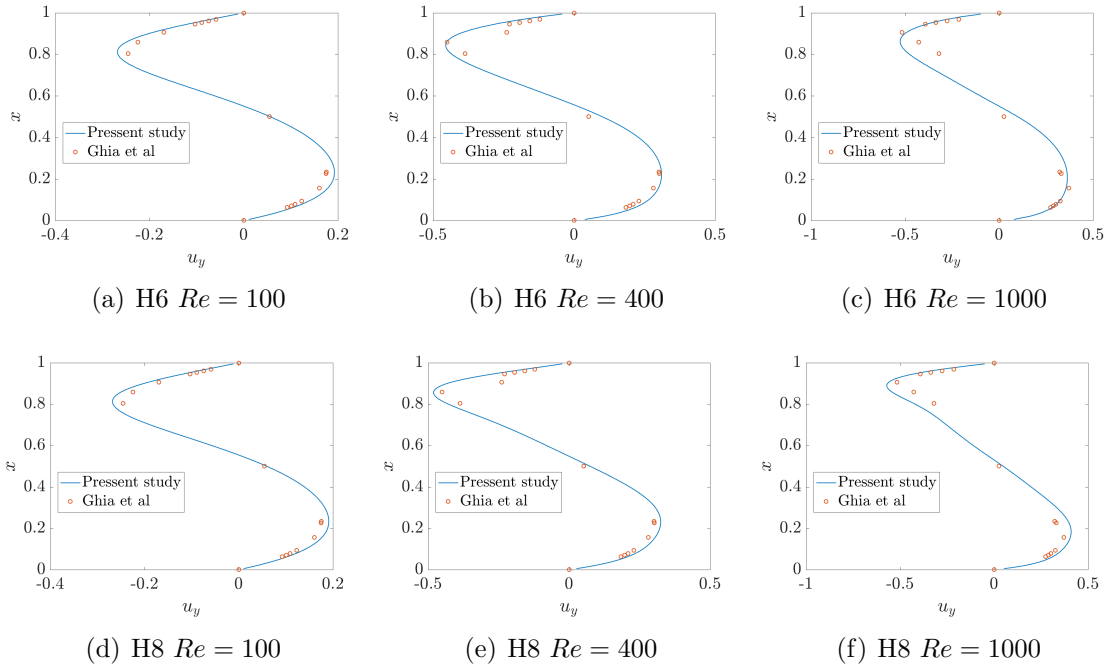 1
0.8
0.6
0.4
0.2
0
x
-0.4
-0.2
0
0.2
u_y
Pressent study
Ghia et al
(a) H6 Re = 100
1
0.8
0.6
0.4
0.2
0
x
-0.5
0
0.5
u_y
Pressent study
Ghia et al
(b) H6 Re = 400
1
0.8
0.6
0.4
0.2
0
x
-1
-0.5
0
0.5
u_y
Pressent study
Ghia et al
(c) H6 Re = 1000
1
0.8
0.6
0.4
0.2
0
x
-0.4
-0.2
0
0.2
u_y
Pressent study
Ghia et al
(d) H8 Re = 100
1
0.8
0.6
0.4
0.2
0
x
-0.5
0
0.5
u_y
Pressent study
Ghia et al
(e) H8 Re = 400
1
0.8
0.6
0.4
0.2
0
x
-1
-0.5
0
0.5
u_y
Pressent study
Ghia et al
(f) H8 Re = 1000